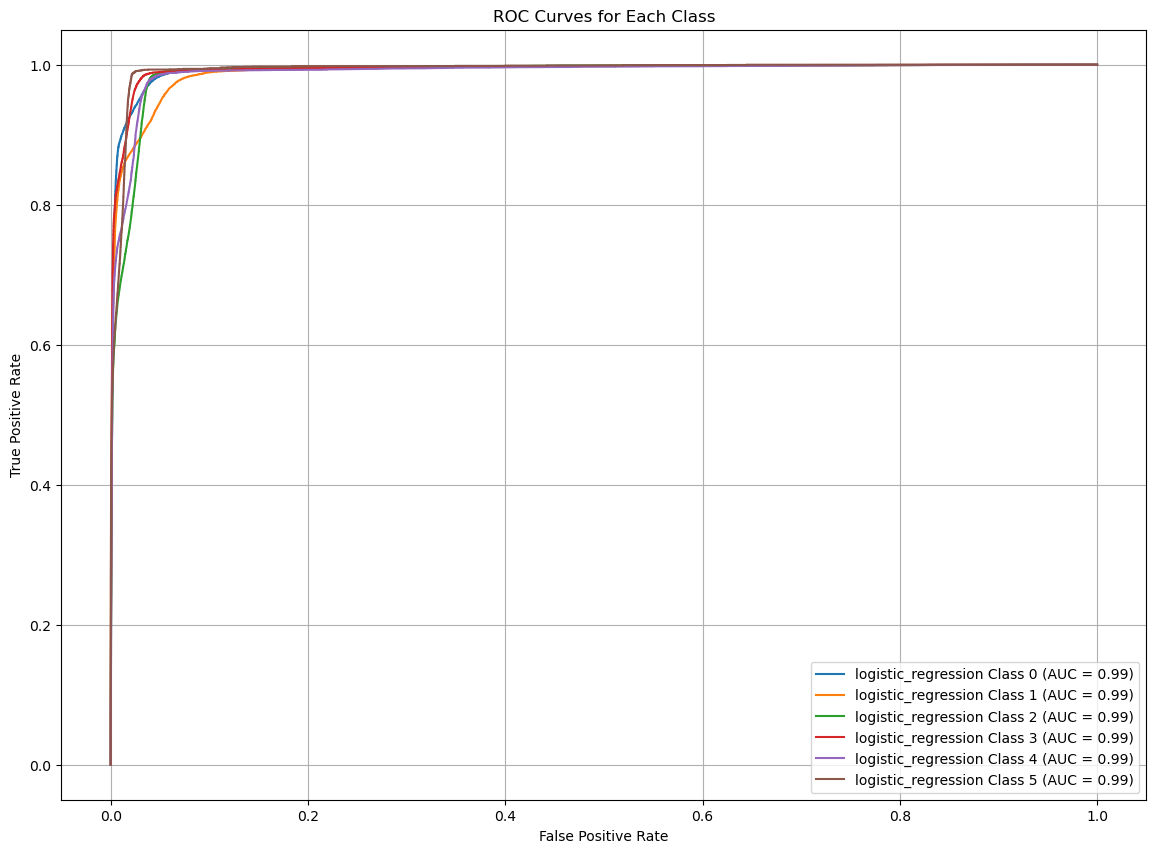 ROC Curves for Each Class
1.0
0.8
0.6
0.4
0.2
0.0
True Positive Rate
logistic_regression Class 0 (AUC = 0.99)
logistic_regression Class 1 (AUC = 0.99)
logistic_regression Class 2 (AUC = 0.99)
logistic_regression Class 3 (AUC = 0.99)
logistic_regression Class 4 (AUC = 0.99)
logistic_regression Class 5 (AUC = 0.99)
0.0 0.2 0.4 0.6 0.8 1.0
False Positive Rate